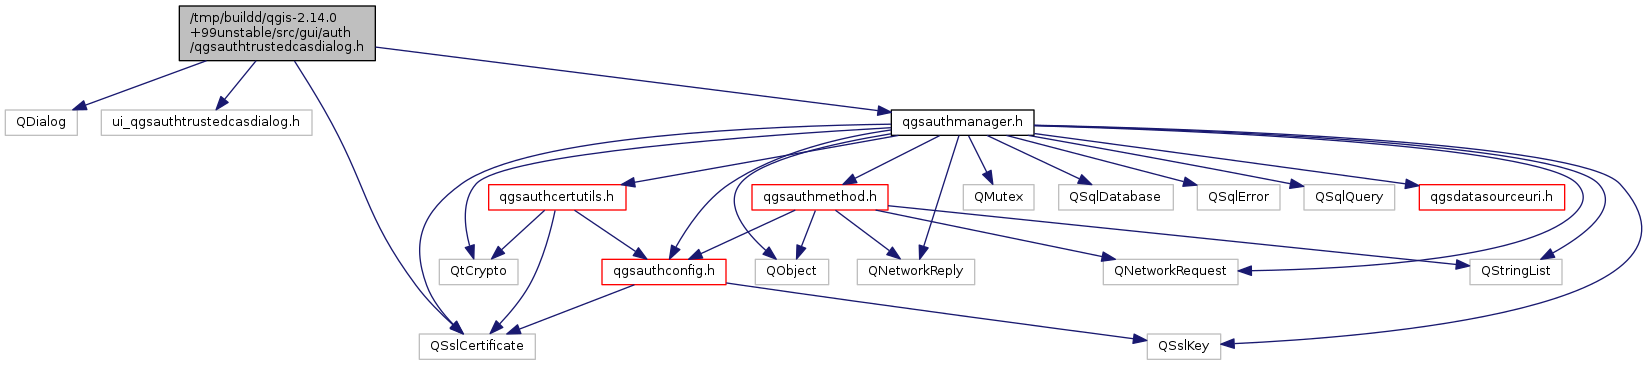 /tmp/buildd/qgis-2.14.0
+99unstable/src/gui/auth
/qgsauthtrustedcasdialog.h
QDialog
ui_qgsauthtrustedcasdialog.h
qgsauthmanager.h
qgsauthcertutils.h
qgsauthmethod.h
QMutex
QSqlDatabase
QSqlError
QSqlQuery
qgsdatasourceuri.h
QtCrypto
qgsauthconfig.h
QObject
QNetworkReply
QNetworkRequest
QStringList
QSslCertificate
QSslKey